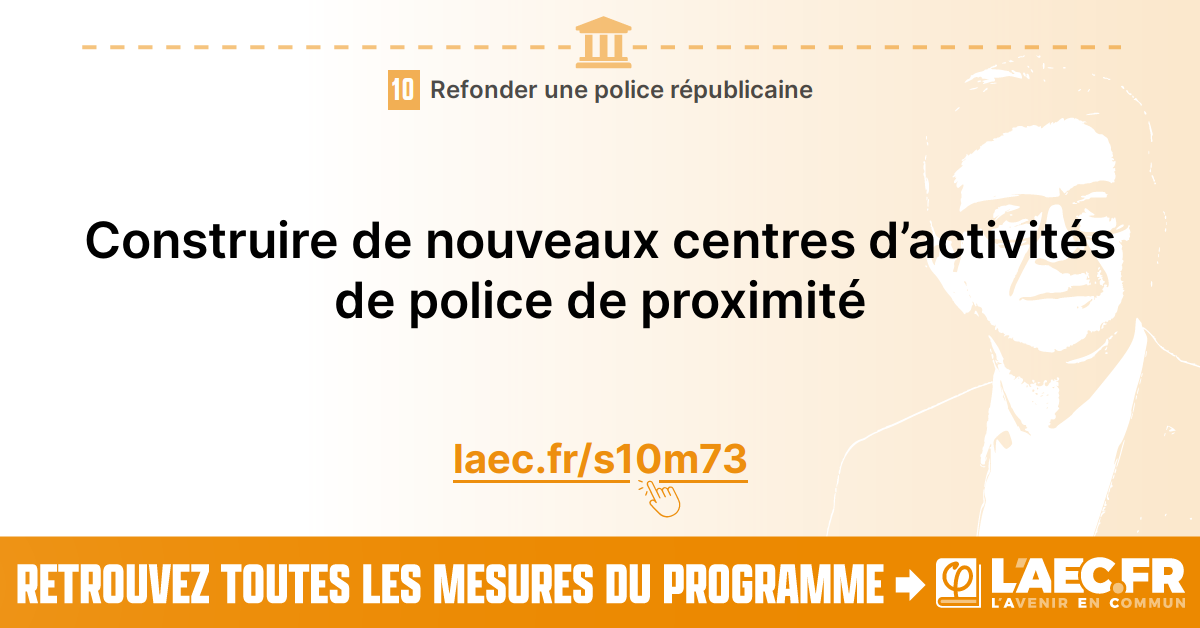 10 Refonder une police républicaine
Construire de nouveaux centres d’activités
de police de proximité
laec.fr/s10m73
RETROUVEZ TOUTES LES MESURES DU PROGRAMME
φ L'AEC.FR
L'AVENIR EN COMMUN